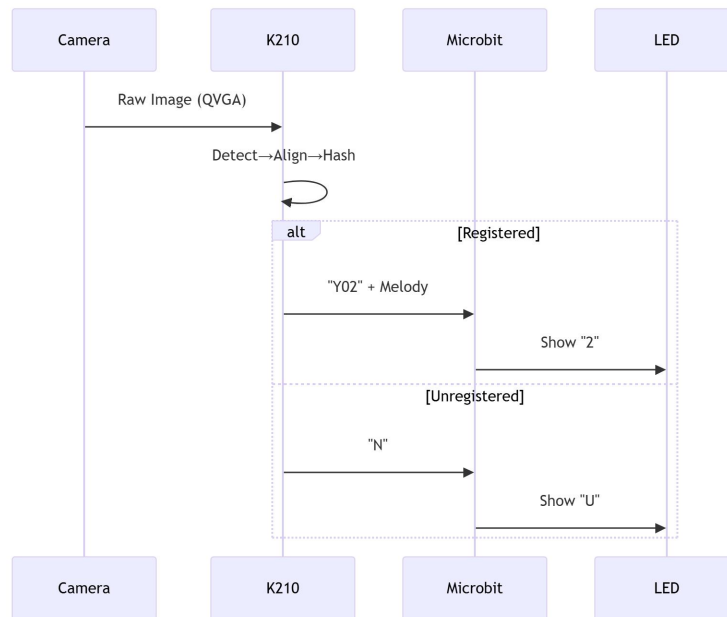 Camera
K210
Microbit
LED
Raw Image (QVGA)
Detect→Align→Hash
alt
[Registered]
"Y02" + Melody
Show "2"
[Unregistered]
"N"
Show "U"
Camera
K210
Microbit
LED